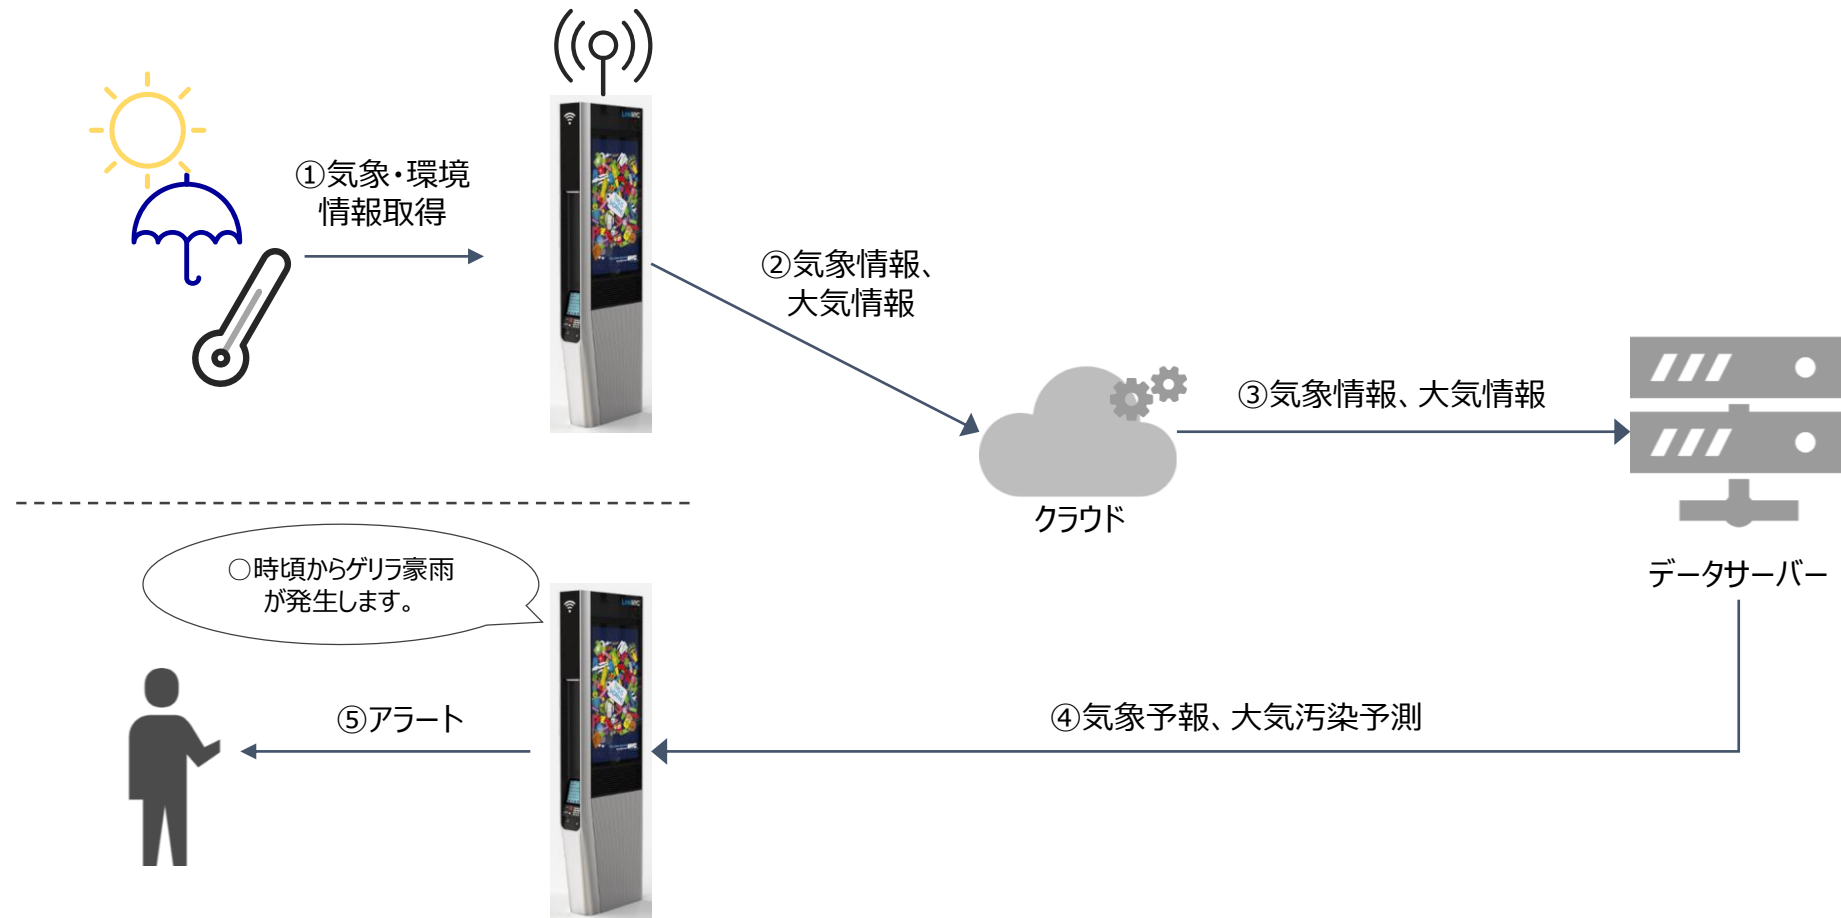 ①気象・環境
情報取得
②気象情報、
大気情報
③気象情報、大気情報
クラウド
データサーバー
○時頃からゲリラ豪雨
が発生します。
④気象予報、大気汚染予測
⑤アラート